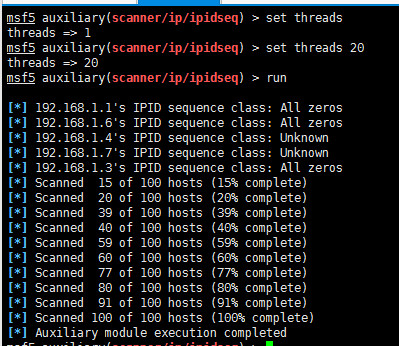 msf5 auxiliary(scanner/ip/ipidseq) > set threads
threads => 1
msf5 auxiliary(scanner/ip/ipidseq) > set threads 20
threads => 20
msf5 auxiliary(scanner/ip/ipidseq) > run
[*] 192.168.1.1's IPID sequence class: All zeros
[*] 192.168.1.6's IPID sequence class: All zeros
[*] 192.168.1.4's IPID sequence class: Unknown
[*] 192.168.1.7's IPID sequence class: Unknown
[*] 192.168.1.3's IPID sequence class: All zeros
[*] Scanned  15 of 100 hosts (15% complete)
[*] Scanned  20 of 100 hosts (20% complete)
[*] Scanned  39 of 100 hosts (39% complete)
[*] Scanned  40 of 100 hosts (40% complete)
[*] Scanned  59 of 100 hosts (59% complete)
[*] Scanned  60 of 100 hosts (60% complete)
[*] Scanned  77 of 100 hosts (77% complete)
[*] Scanned  80 of 100 hosts (80% complete)
[*] Scanned  91 of 100 hosts (91% complete)
[*] Scanned 100 of 100 hosts (100% complete)
[*] Auxiliary module execution completed
msf5 auxiliary(scanner/ip/ipidseq) >